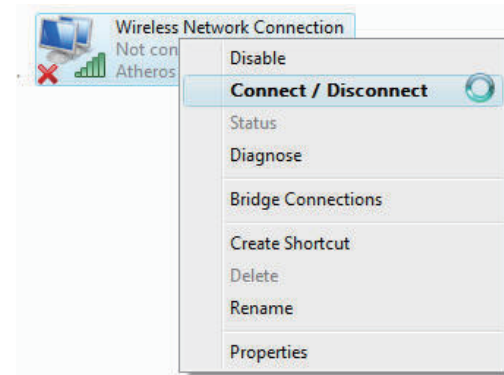 Wireless Network Connection
Not con
Atheros
Disable
Connect / Disconnect
Status
Diagnose
Bridge Connections
Create Shortcut
Delete
Rename
Properties